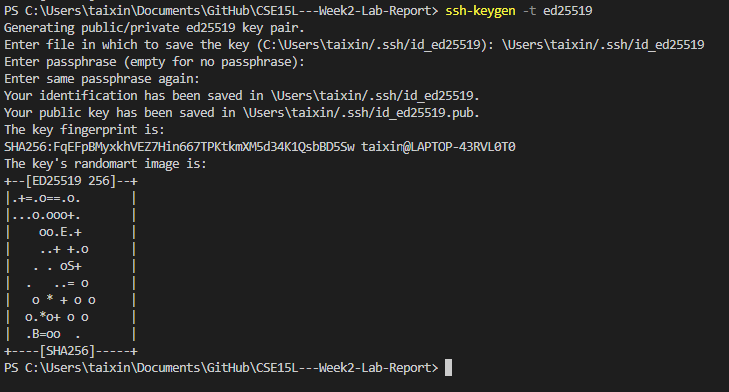 PS C:\Users\taixin\Documents\GitHub\CSE15L---Week2-Lab-Report> ssh-keygen -t ed25519
Generating public/private ed25519 key pair.
Enter file in which to save the key (C:\Users\taixin/.ssh/id_ed25519): \Users\taixin/.ssh/id_ed25519
Enter passphrase (empty for no passphrase):
Enter same passphrase again:
Your identification has been saved in \Users\taixin/.ssh/id_ed25519.
Your public key has been saved in \Users\taixin/.ssh/id_ed25519.pub.
The key fingerprint is:
SHA256:FqEFpBMyxkhVEZ7Hin667TPKtkmXM5d34K1QsbBD5Sw taixin@LAPTOP-43RVL0T0
The key's randomart image is:
+--[ED25519 256]--+
|.+=.o==.o.       |
|...o.ooo+.       |
|    oo.E.+       |
|    ..+ +.o      |
|   . . oS+       |
|  .   ..= o      |
|   o * + o o     |
|  o.*o+ o o      |
|  .B=oo  .       |
+----[SHA256]-----+
PS C:\Users\taixin\Documents\GitHub\CSE15L---Week2-Lab-Report>